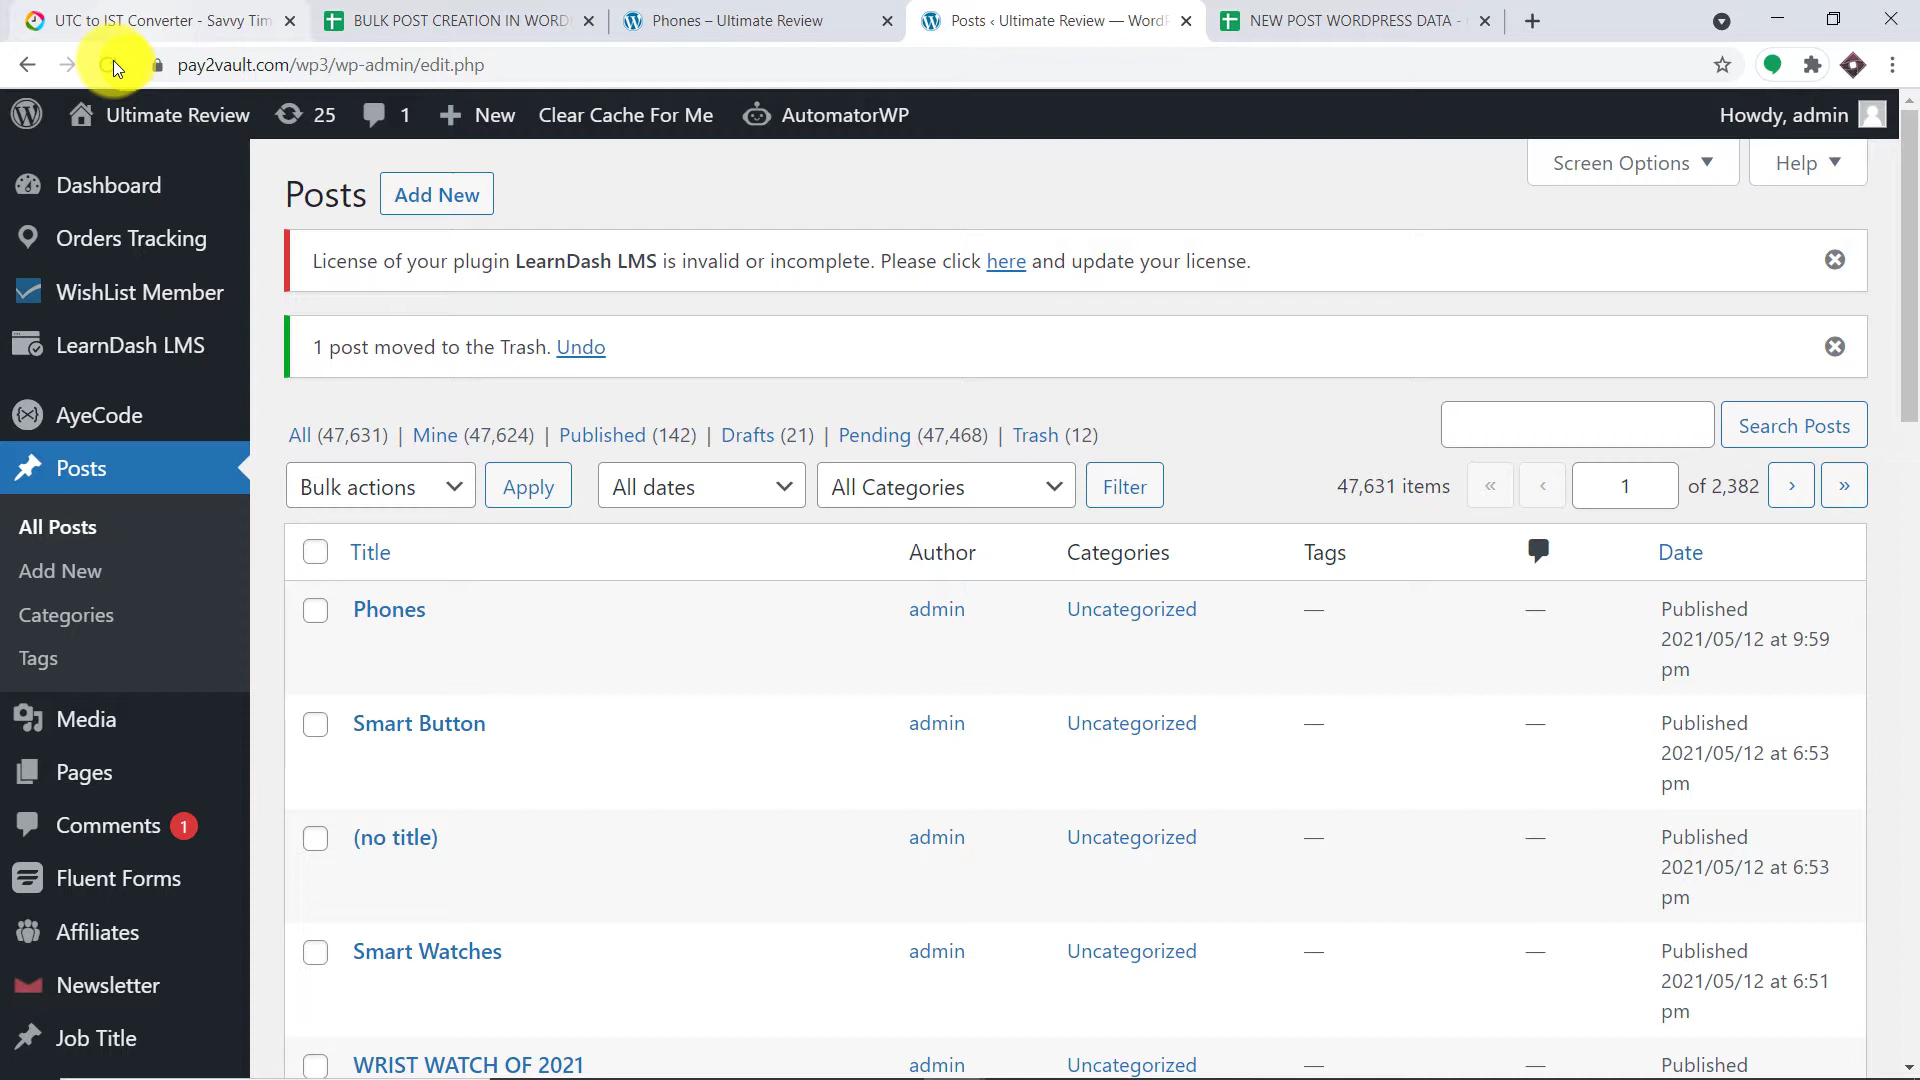 UTC to IST Converter - Savvy Tim
BULK POST CREATION IN WORD
Phones – Ultimate Review
Posts ‹ Ultimate Review — WordP
NEW POST WORDPRESS DATA -
pay2vault.com/wp3/wp-admin/edit.php
Ultimate Review
25
1
New
Clear Cache For Me
AutomatorWP
Howdy, admin
Dashboard
Orders Tracking
WishList Member
LearnDash LMS
AyeCode
Posts
All Posts
Add New
Categories
Tags
Media
Pages
Comments 1
Fluent Forms
Affiliates
Newsletter
Job Title
Screen Options
Help
Posts
Add New
License of your plugin LearnDash LMS is invalid or incomplete. Please click here and update your license.
1 post moved to the Trash. Undo
All (47,631) | Mine (47,624) | Published (142) | Drafts (21) | Pending (47,468) | Trash (12)
Search Posts
Bulk actions
Apply
All dates
All Categories
Filter
47,631 items
«
‹
1
of 2,382
›
»
Title
Author
Categories
Tags
Date
Phones
admin
Uncategorized
—
—
Published
2021/05/12 at 9:59
pm
Smart Button
admin
Uncategorized
—
—
Published
2021/05/12 at 6:53
pm
(no title)
admin
Uncategorized
—
—
Published
2021/05/12 at 6:53
pm
Smart Watches
admin
Uncategorized
—
—
Published
2021/05/12 at 6:51
pm
WRIST WATCH OF 2021
admin
Uncategorized
—
—
Published